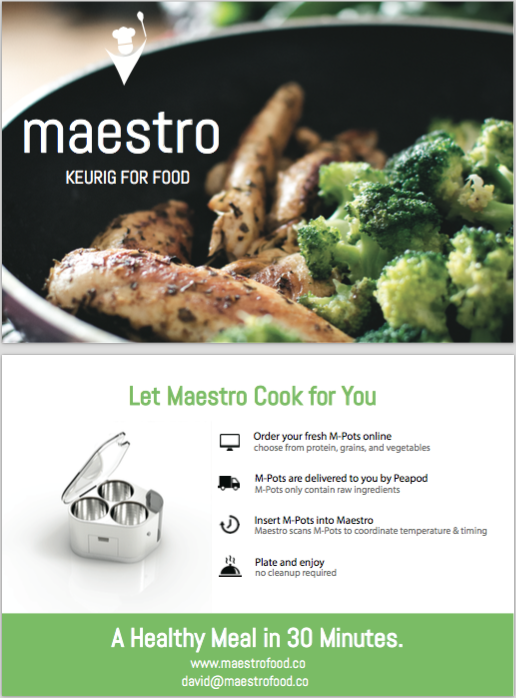 maestro
KEURIG FOR FOOD
Let Maestro Cook for You
Order your fresh M-Pots online
choose from protein, grains, and vegetables
M-Pots are delivered to you by Peapod
M-Pots only contain raw ingredients
Insert M-Pots into Maestro
Maestro scans M-Pots to coordinate temperature & timing
Plate and enjoy
no cleanup required
A Healthy Meal in 30 Minutes.
www.maestrofood.co
david@maestrofood.co